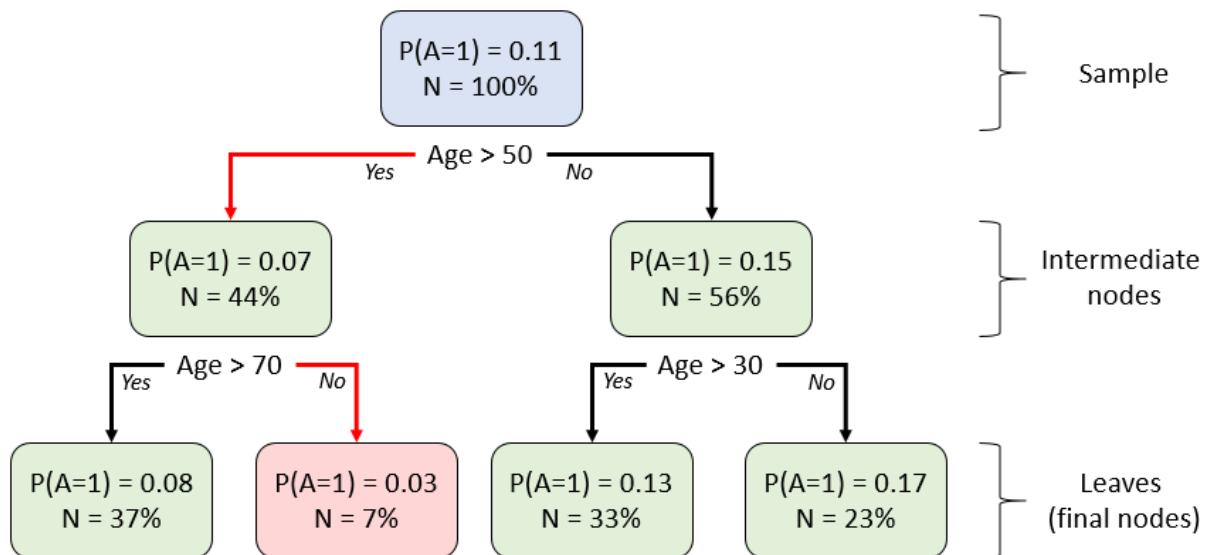 P(A=1) = 0.11
N = 100%
Sample
Age > 50
Yes
No
P(A=1) = 0.07
N = 44%
P(A=1) = 0.15
N = 56%
Intermediate
nodes
Age > 70
Yes
No
Age > 30
Yes
No
P(A=1) = 0.08
N = 37%
P(A=1) = 0.03
N = 7%
P(A=1) = 0.13
N = 33%
P(A=1) = 0.17
N = 23%
Leaves
(final nodes)